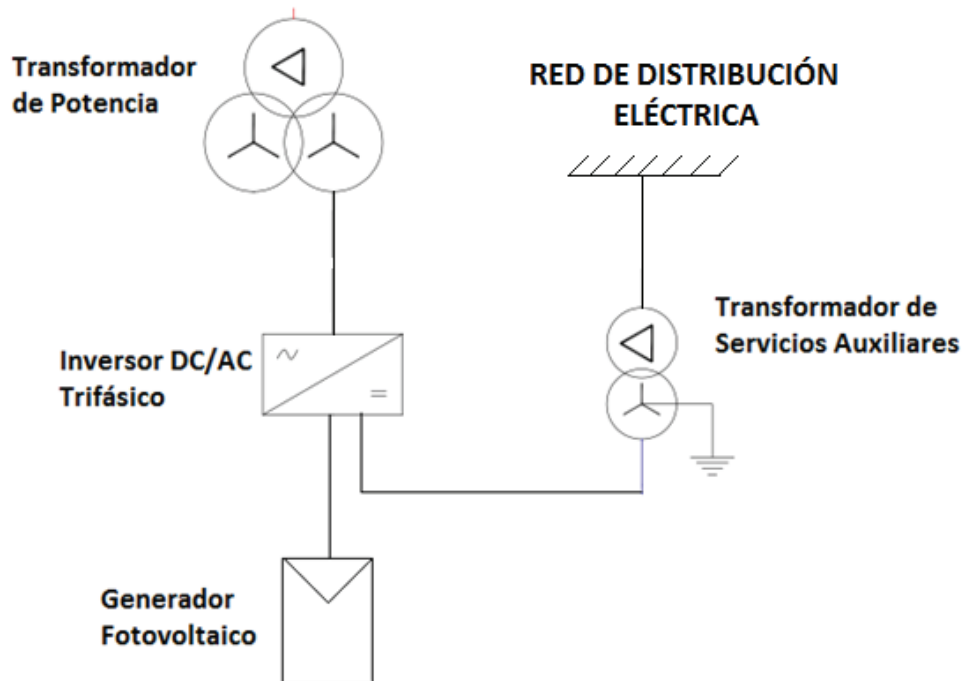 Transformador
de Potencia
RED DE DISTRIBUCIÓN
ELÉCTRICA
Transformador de
Servicios Auxiliares
Inversor DC/AC
Trifásico
Generador
Fotovoltaico